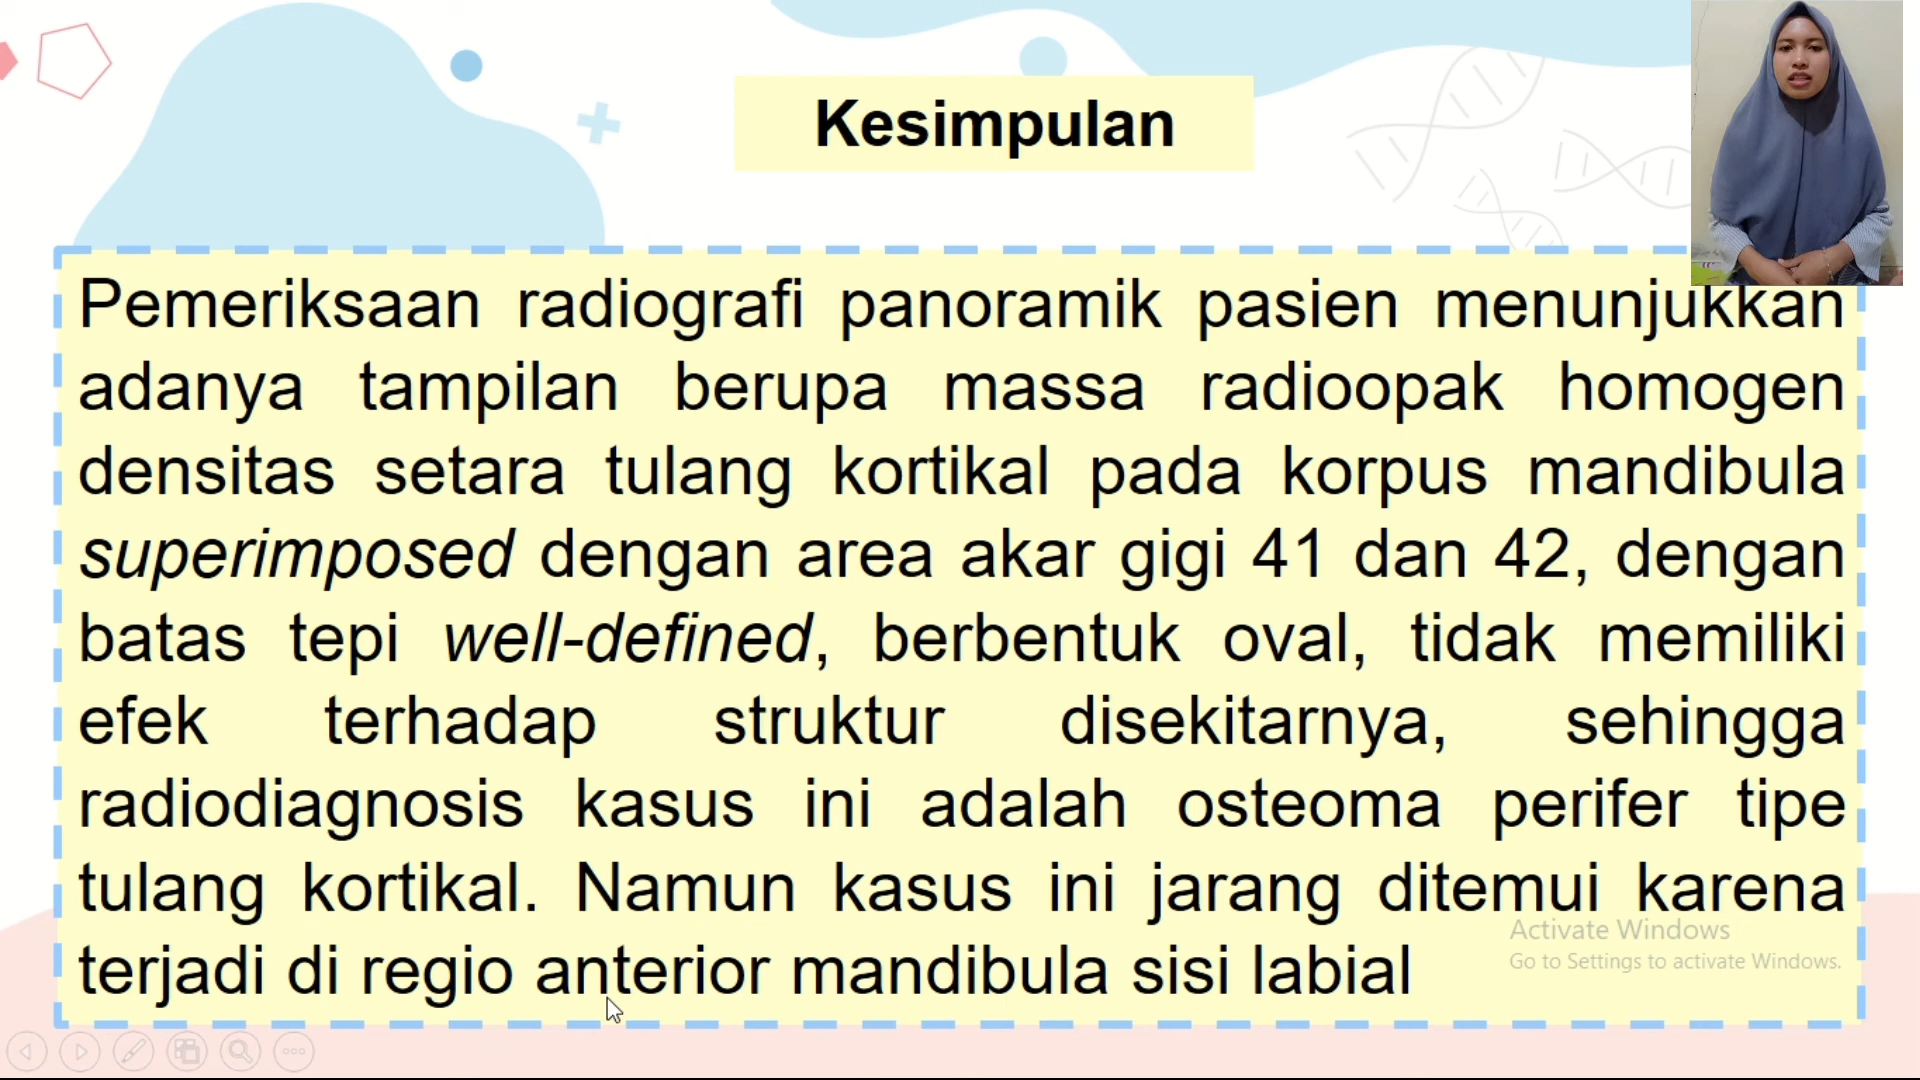 Kesimpulan
Pemeriksaan radiografi panoramik pasien menunjukkan
adanya tampilan berupa massa radioopak homogen
densitas setara tulang kortikal pada korpus mandibula
superimposed dengan area akar gigi 41 dan 42, dengan
batas tepi well-defined, berbentuk oval, tidak memiliki
efek terhadap struktur disekitarnya, sehingga
radiodiagnosis kasus ini adalah osteoma perifer tipe
tulang kortikal. Namun kasus ini jarang ditemui karena
terjadi di regio anterior mandibula sisi labial
Activate Windows
Go to Settings to activate Windows.